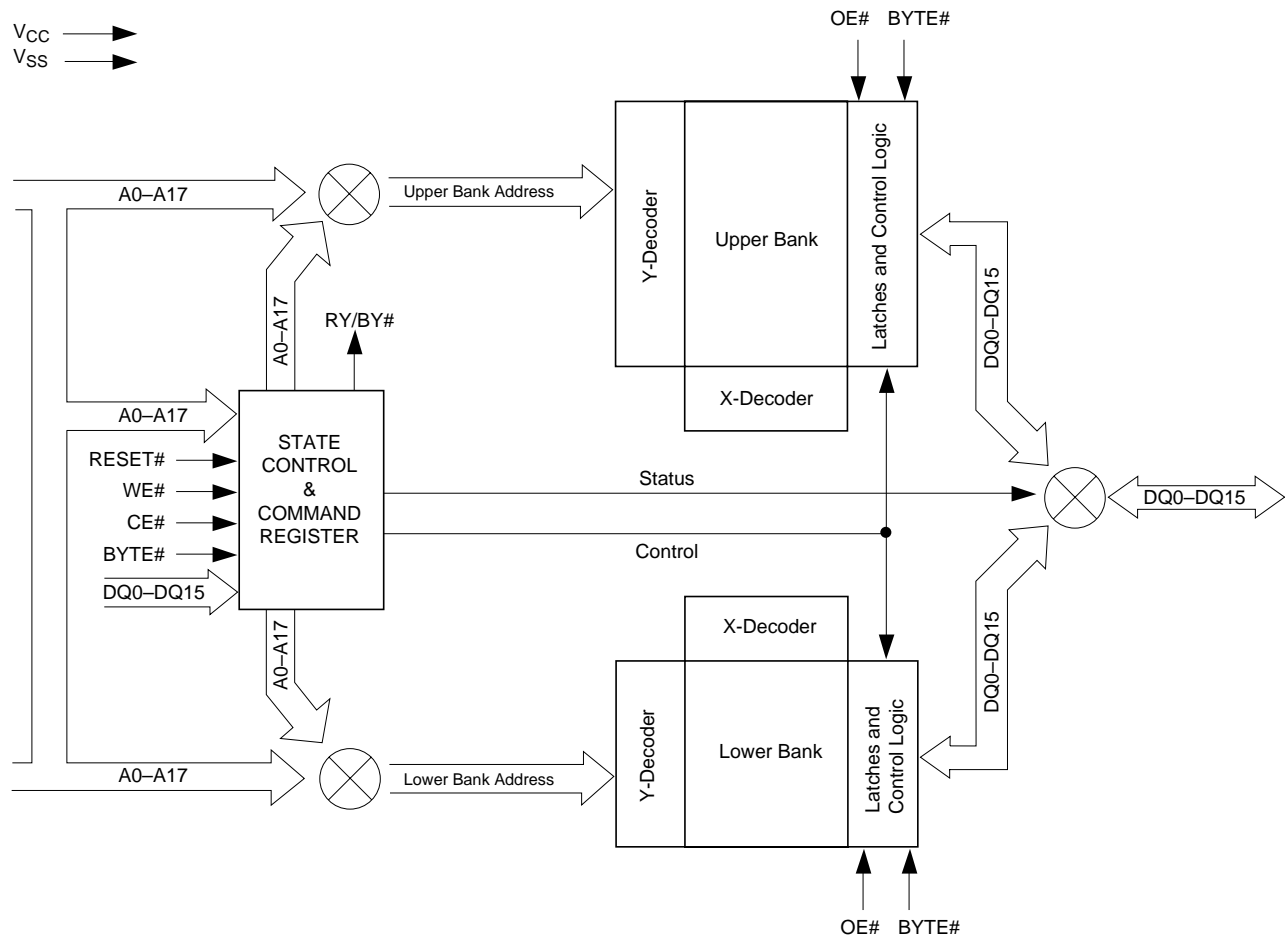 OE# BYTE#
VCC
VSS
A0–A17
Upper Bank Address
Y-Decoder
Upper Bank
Latches and Control Logic
DQ0–DQ15
A0–A17
RY/BY#
X-Decoder
A0–A17
STATE
CONTROL
&
COMMAND
REGISTER
RESET#
WE#
CE#
BYTE#
DQ0–DQ15
Status
Control
DQ0–DQ15
A0–A17
X-Decoder
DQ0–DQ15
A0–A17
Lower Bank Address
Y-Decoder
Lower Bank
Latches and
Control Logic
OE# BYTE#